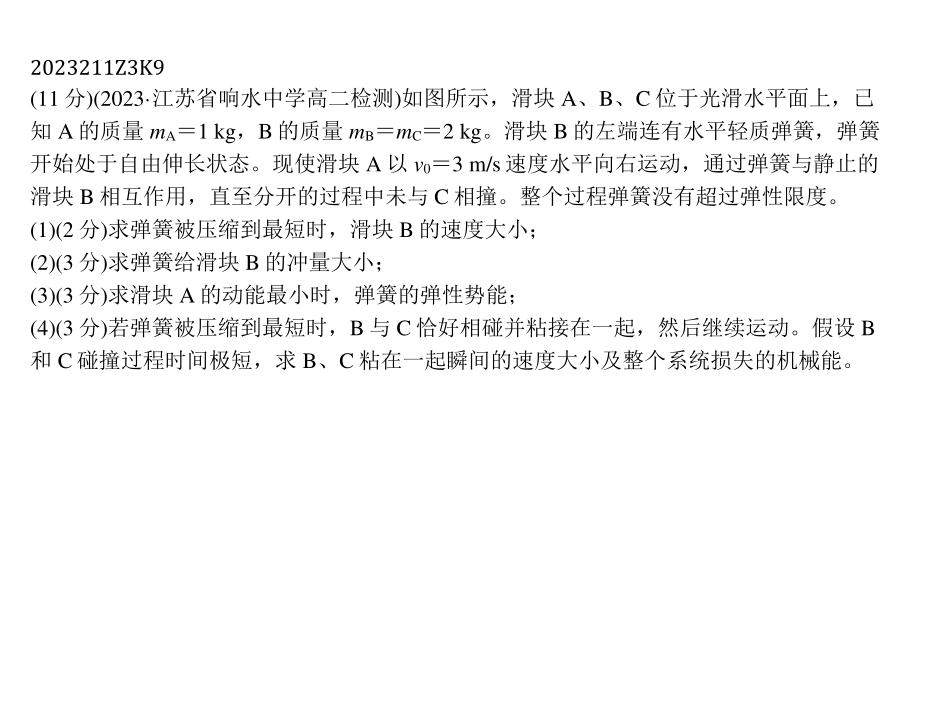 2023211Z3K9
(11 分)(2023·江苏省响水中学高二检测)如图所示，滑块 A、B、C 位于光滑水平面上，已
知 A 的质量 mA＝1 kg，B 的质量 mB＝mC＝2 kg。滑块 B 的左端连有水平轻质弹簧，弹簧
开始处于自由伸长状态。现使滑块 A 以 v0＝3 m/s 速度水平向右运动，通过弹簧与静止的
滑块 B 相互作用，直至分开的过程中未与 C 相撞。整个过程弹簧没有超过弹性限度。
(1)(2 分)求弹簧被压缩到最短时，滑块 B 的速度大小；
(2)(3 分)求弹簧给滑块 B 的冲量大小；
(3)(3 分)求滑块 A 的动能最小时，弹簧的弹性势能；
(4)(3 分)若弹簧被压缩到最短时，B 与 C 恰好相碰并粘接在一起，然后继续运动。假设 B
和 C 碰撞过程时间极短，求 B、C 粘在一起瞬间的速度大小及整个系统损失的机械能。